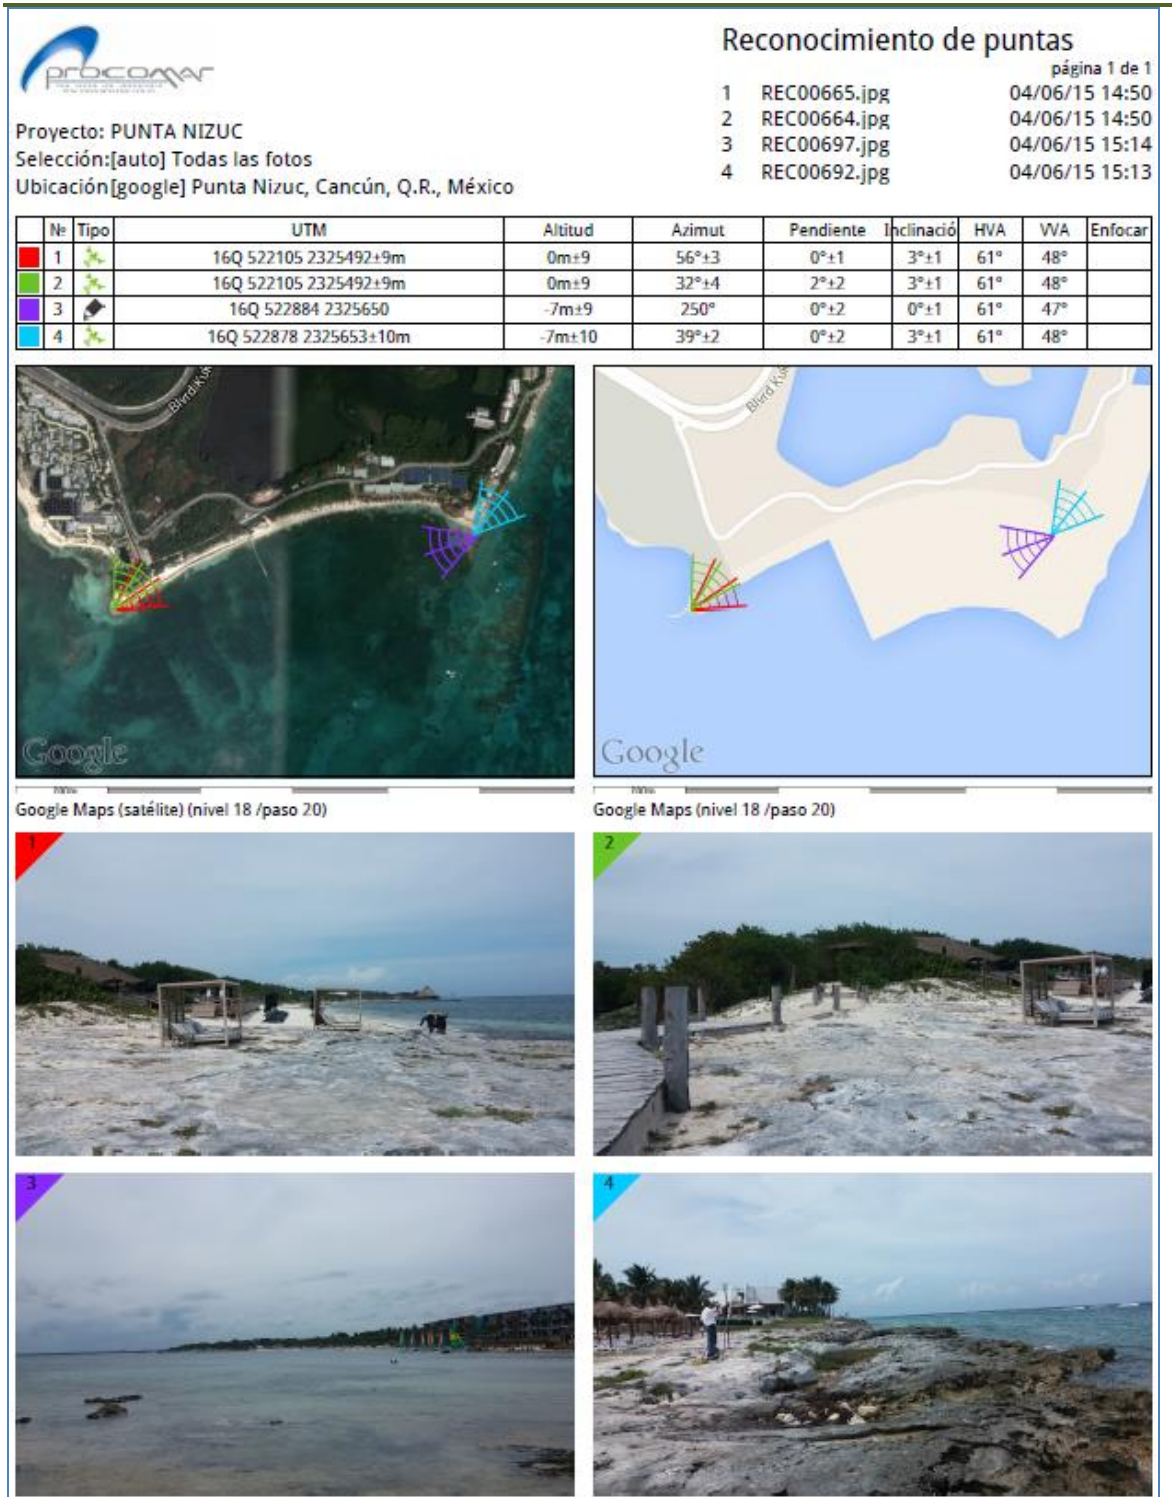 procomar
Reconocimiento de puntas
página 1 de 1
1 REC00665.jpg 04/06/15 14:50
2 REC00664.jpg 04/06/15 14:50
3 REC00697.jpg 04/06/15 15:14
4 REC00692.jpg 04/06/15 15:13
Proyecto: PUNTA NIZUC
Selección:[auto] Todas las fotos
Ubicación[google] Punta Nizuc, Cancún, Q.R., México
№ Tipo UTM Altitud Azimut Pendiente Inclinació HVA VVA Enfocar
1 16Q 522105 2325492±9m 0m±9 56°±3 0°±1 3°±1 61° 48°
2 16Q 522105 2325492±9m 0m±9 32°±4 2°±2 3°±1 61° 48°
3 16Q 522884 2325650 -7m±9 250° 0°±2 0°±1 61° 47°
4 16Q 522878 2325653±10m -7m±10 39°±2 0°±2 3°±1 61° 48°
Blvrd Kuk
Blvrd Kuk
Google
Google
Google Maps (satélite) (nivel 18 /paso 20)
Google Maps (nivel 18 /paso 20)
1
2
3
4